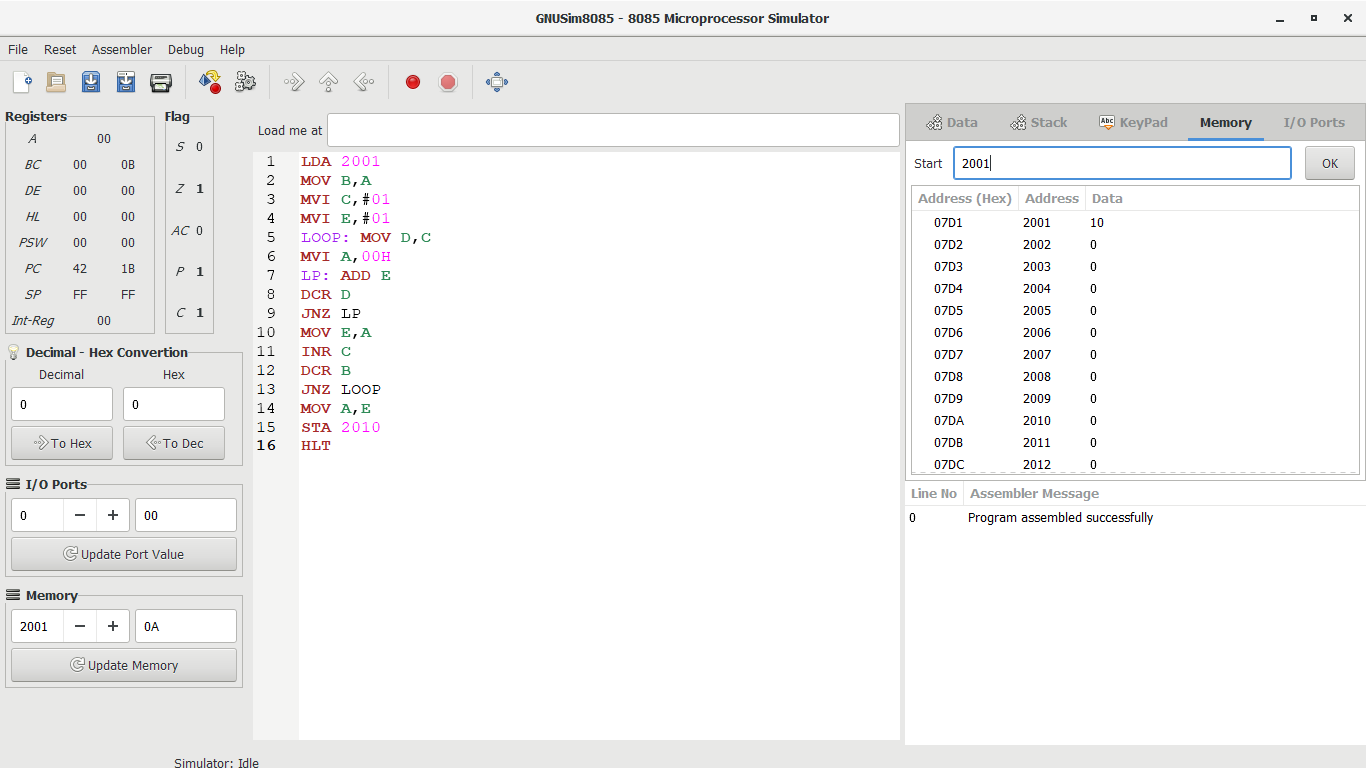 GNUSim8085 - 8085 Microprocessor Simulator
File Reset Assembler Debug Help
Registers
A 00
BC 00 0B
DE 00 00
HL 00 00
PSW 00 00
PC 42 1B
SP FF FF
Int-Reg 00
Flag
S 0
Z 1
AC 0
P 1
C 1
Decimal - Hex Convertion
Decimal Hex
0 0
To Hex To Dec
I/O Ports
0 − + 00
Update Port Value
Memory
2001 − + 0A
Update Memory
Load me at
1 LDA 2001
2 MOV B,A
3 MVI C,#01
4 MVI E,#01
5 LOOP: MOV D,C
6 MVI A,00H
7 LP: ADD E
8 DCR D
9 JNZ LP
10 MOV E,A
11 INR C
12 DCR B
13 JNZ LOOP
14 MOV A,E
15 STA 2010
16 HLT
Data Stack Abc KeyPad Memory I/O Ports
Start 2001 OK
Address (Hex) Address Data
07D1 2001 10
07D2 2002 0
07D3 2003 0
07D4 2004 0
07D5 2005 0
07D6 2006 0
07D7 2007 0
07D8 2008 0
07D9 2009 0
07DA 2010 0
07DB 2011 0
07DC 2012 0
Line No Assembler Message
0 Program assembled successfully
Simulator: Idle